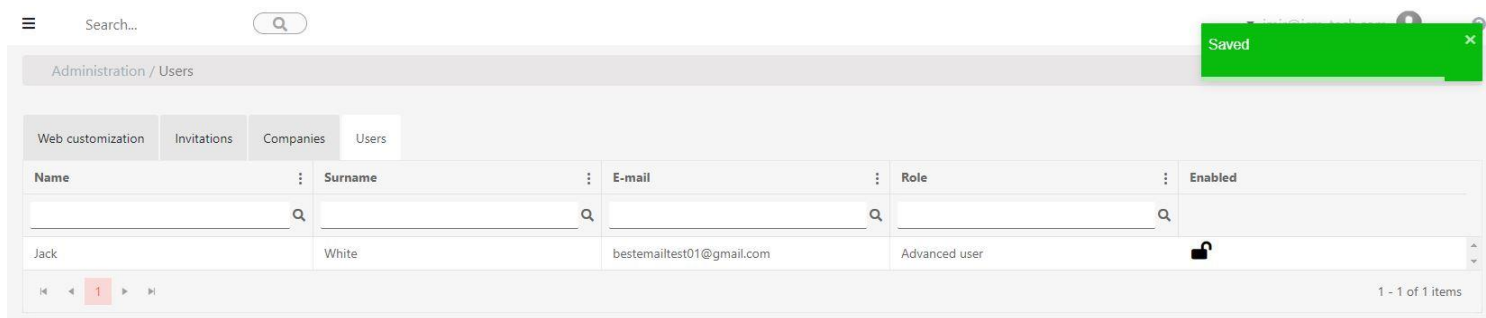 Search...
Saved
Administration / Users
Web customization Invitations Companies Users
Name Surname E-mail Role Enabled
Jack White bestemailtest01@gmail.com Advanced user
1 1 - 1 of 1 items